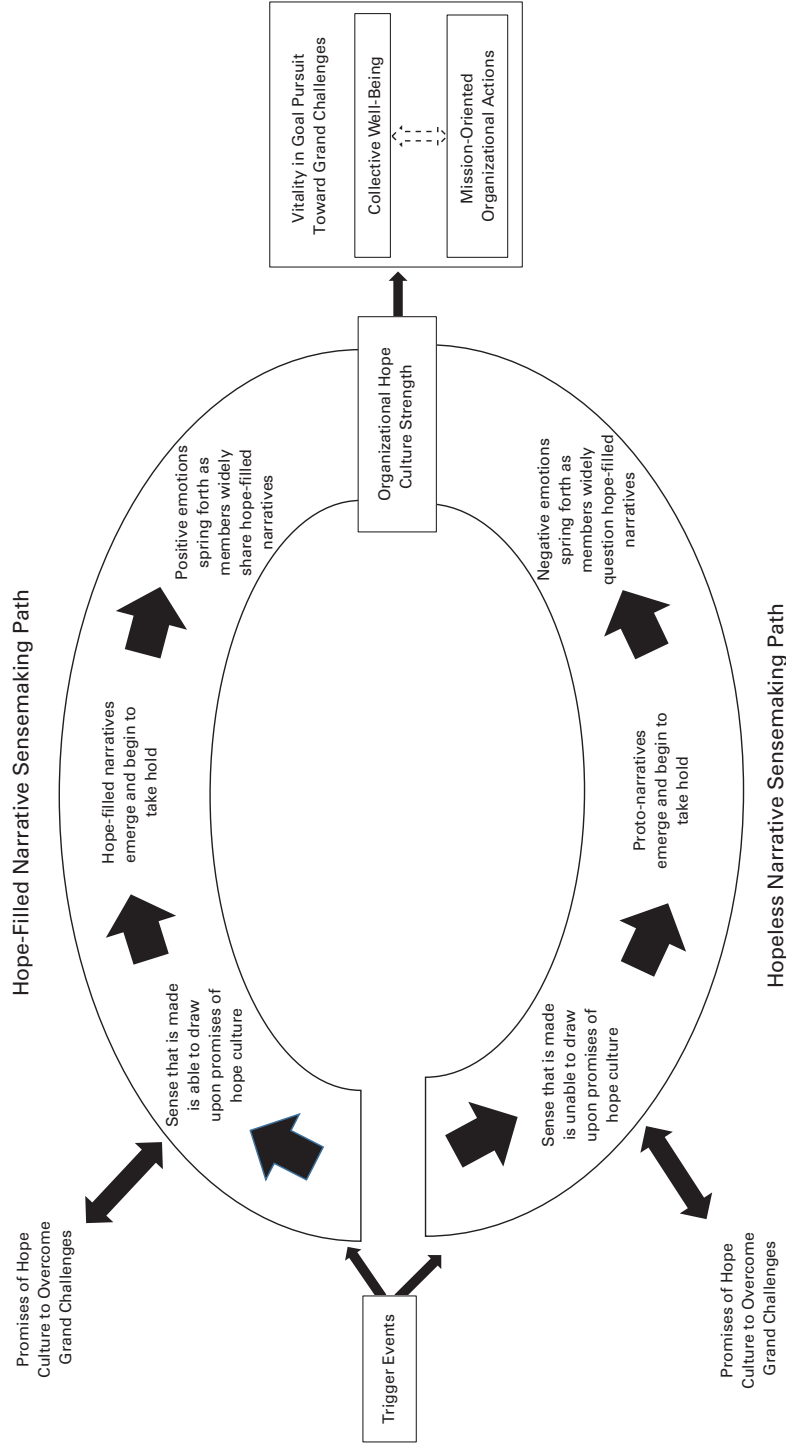 Hope-Filled Narrative Sensemaking Path
Promises of Hope
Culture to Overcome
Grand Challenges
Trigger Events
Sense that is made
is able to draw
upon promises of
hope culture
Hope-filled narratives
emerge and begin to
take hold
Positive emotions
spring forth as
members widely
share hope-filled
narratives
Organizational Hope
Culture Strength
Vitality in Goal Pursuit
Toward Grand Challenges
Collective Well-Being
Mission-Oriented
Organizational Actions
Sense that is made
is unable to draw
upon promises of
hope culture
Proto-narratives
emerge and begin to
take hold
Negative emotions
spring forth as
members widely
question hope-filled
narratives
Promises of Hope
Culture to Overcome
Grand Challenges
Hopeless Narrative Sensemaking Path